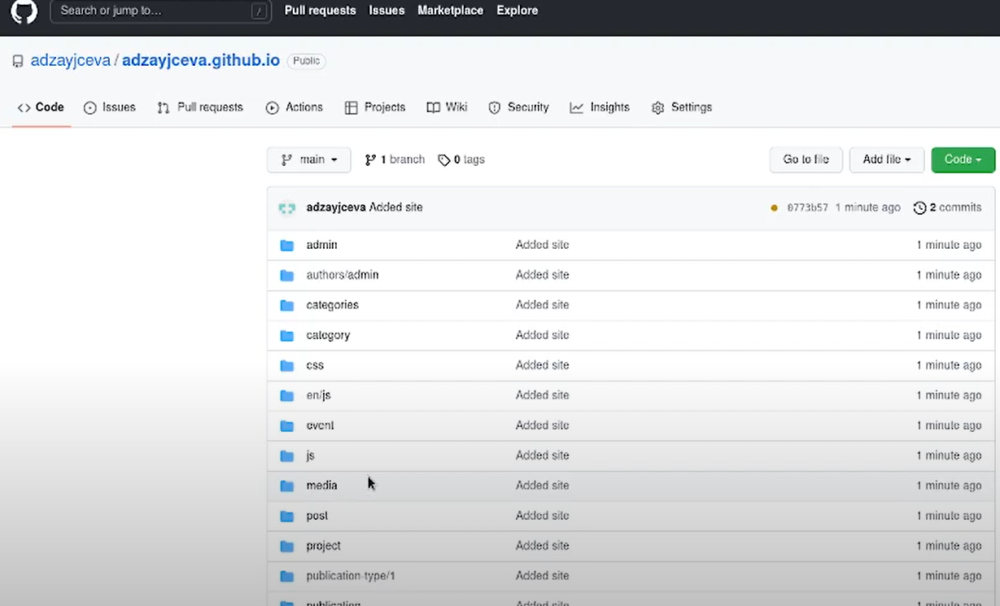 Search or jump to… / Pull requests Issues Marketplace Explore
adzayjceva / adzayjceva.github.io Public
Code Issues Pull requests Actions Projects Wiki Security Insights Settings
main 1 branch 0 tags Go to file Add file Code
adzayjceva Added site 0773b57 1 minute ago 2 commits
admin Added site 1 minute ago
authors/admin Added site 1 minute ago
categories Added site 1 minute ago
category Added site 1 minute ago
css Added site 1 minute ago
en/js Added site 1 minute ago
event Added site 1 minute ago
js Added site 1 minute ago
media Added site 1 minute ago
post Added site 1 minute ago
project Added site 1 minute ago
publication-type/1 Added site 1 minute ago
publication Added site 1 minute ago